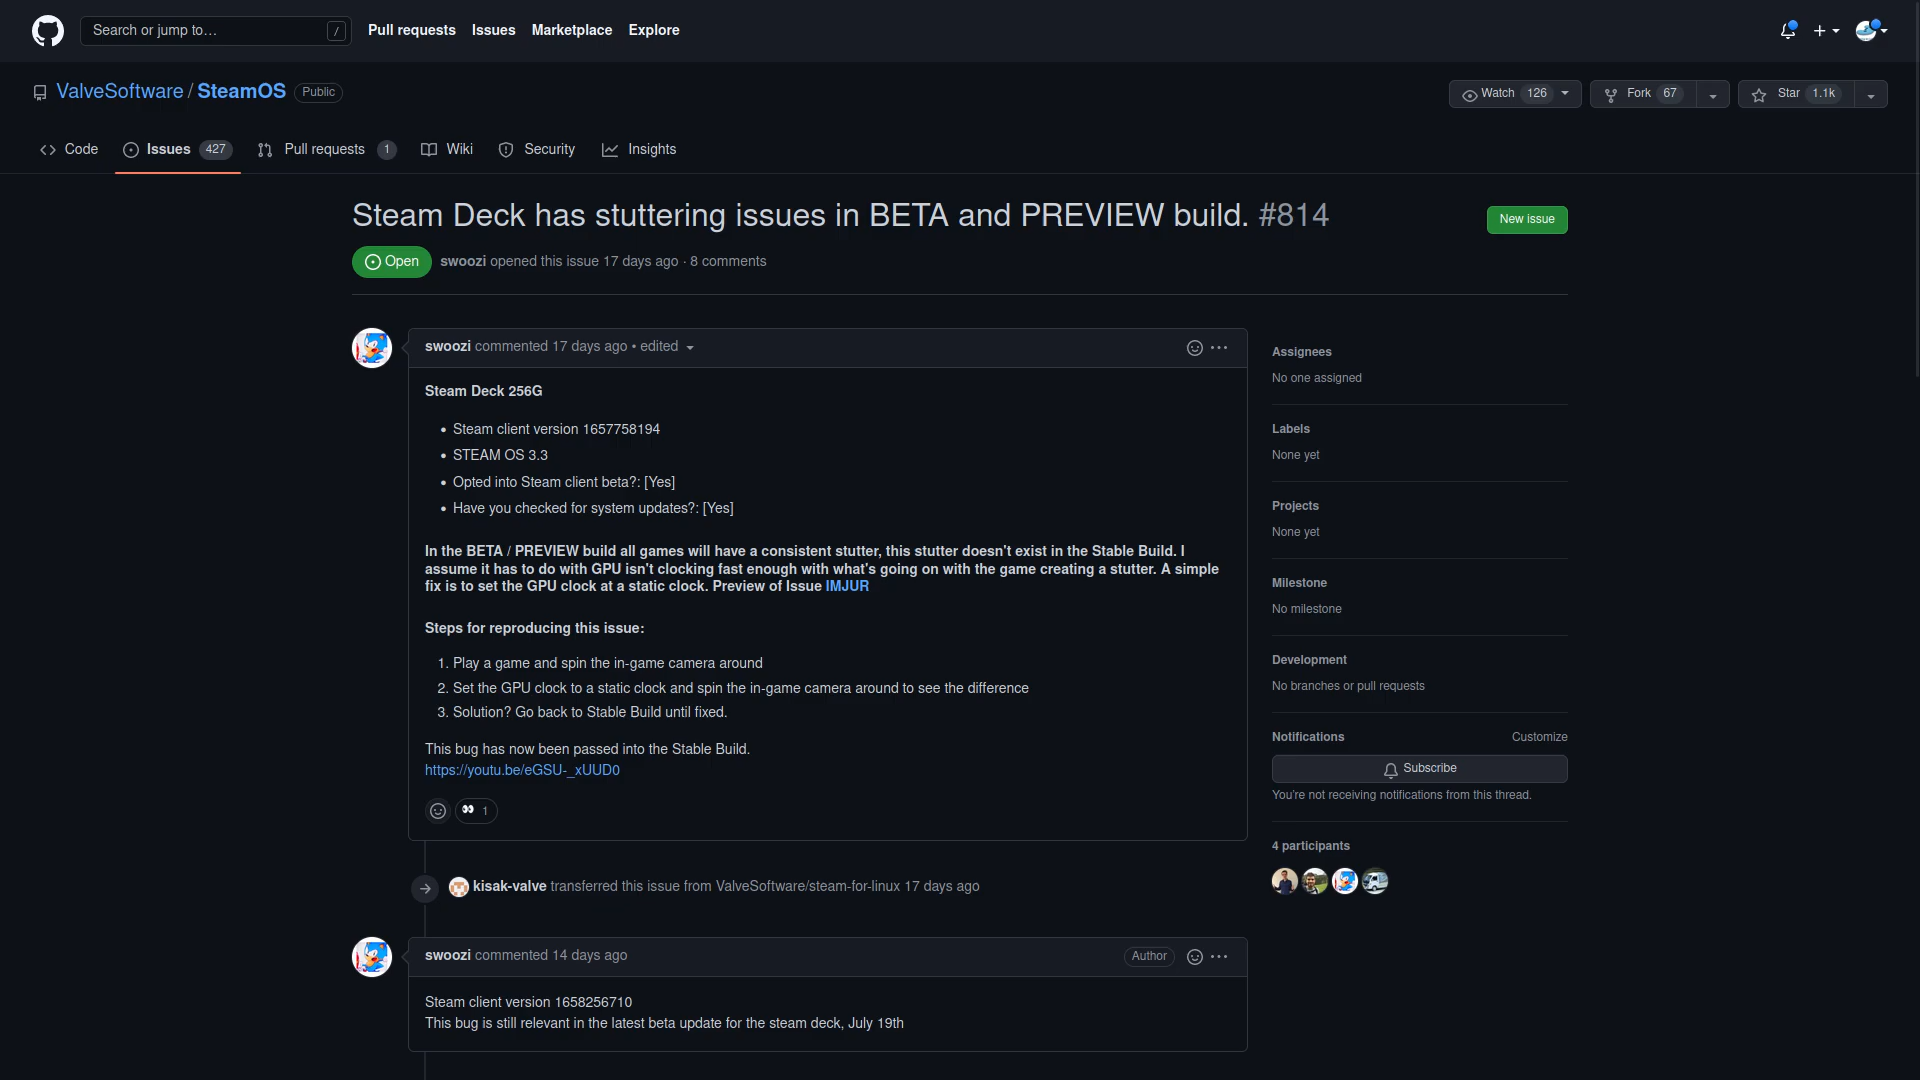 Search or jump to…
/
Pull requests
Issues
Marketplace
Explore
ValveSoftware / SteamOS
Public
Watch 126
Fork 67
Star 1.1k
Code
Issues 427
Pull requests 1
Wiki
Security
Insights
Steam Deck has stuttering issues in BETA and PREVIEW build. #814
New issue
Open
swoozi opened this issue 17 days ago · 8 comments
swoozi commented 17 days ago • edited
Steam Deck 256G
• Steam client version 1657758194
• STEAM OS 3.3
• Opted into Steam client beta?: [Yes]
• Have you checked for system updates?: [Yes]
In the BETA / PREVIEW build all games will have a consistent stutter, this stutter doesn't exist in the Stable Build. I
assume it has to do with GPU isn't clocking fast enough with what's going on with the game creating a stutter. A simple
fix is to set the GPU clock at a static clock. Preview of Issue IMJUR
Steps for reproducing this issue:
1. Play a game and spin the in-game camera around
2. Set the GPU clock to a static clock and spin the in-game camera around to see the difference
3. Solution? Go back to Stable Build until fixed.
This bug has now been passed into the Stable Build.
https://youtu.be/eGSU-_xUUD0
👀 1
kisak-valve transferred this issue from ValveSoftware/steam-for-linux 17 days ago
swoozi commented 14 days ago
Author
Steam client version 1658256710
This bug is still relevant in the latest beta update for the steam deck, July 19th
Assignees
No one assigned
Labels
None yet
Projects
None yet
Milestone
No milestone
Development
No branches or pull requests
Notifications
Customize
Subscribe
You're not receiving notifications from this thread.
4 participants